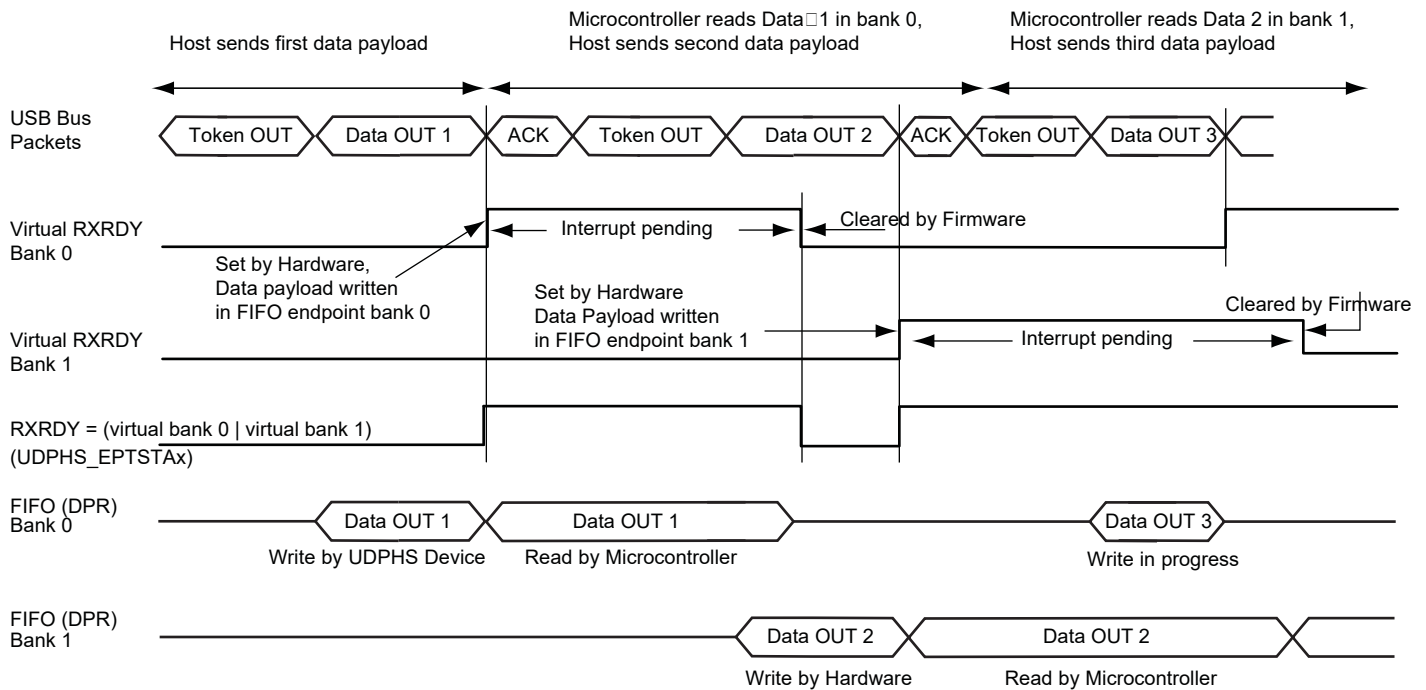 Host sends first data payload
Microcontroller reads Data□1 in bank 0,
Host sends second data payload
Microcontroller reads Data 2 in bank 1,
Host sends third data payload
USB Bus
Packets
Token OUT
Data OUT 1
ACK
Token OUT
Data OUT 2
ACK
Token OUT
Data OUT 3
Virtual RXRDY
Bank 0
Interrupt pending
Cleared by Firmware
Set by Hardware,
Data payload written
in FIFO endpoint bank 0
Set by Hardware
Data Payload written
in FIFO endpoint bank 1
Virtual RXRDY
Bank 1
Interrupt pending
Cleared by Firmware
RXRDY = (virtual bank 0 | virtual bank 1)
(UDPHS_EPTSTAx)
FIFO (DPR)
Bank 0
Data OUT 1
Data OUT 1
Data OUT 3
Write by UDPHS Device
Read by Microcontroller
Write in progress
FIFO (DPR)
Bank 1
Data OUT 2
Data OUT 2
Write by Hardware
Read by Microcontroller